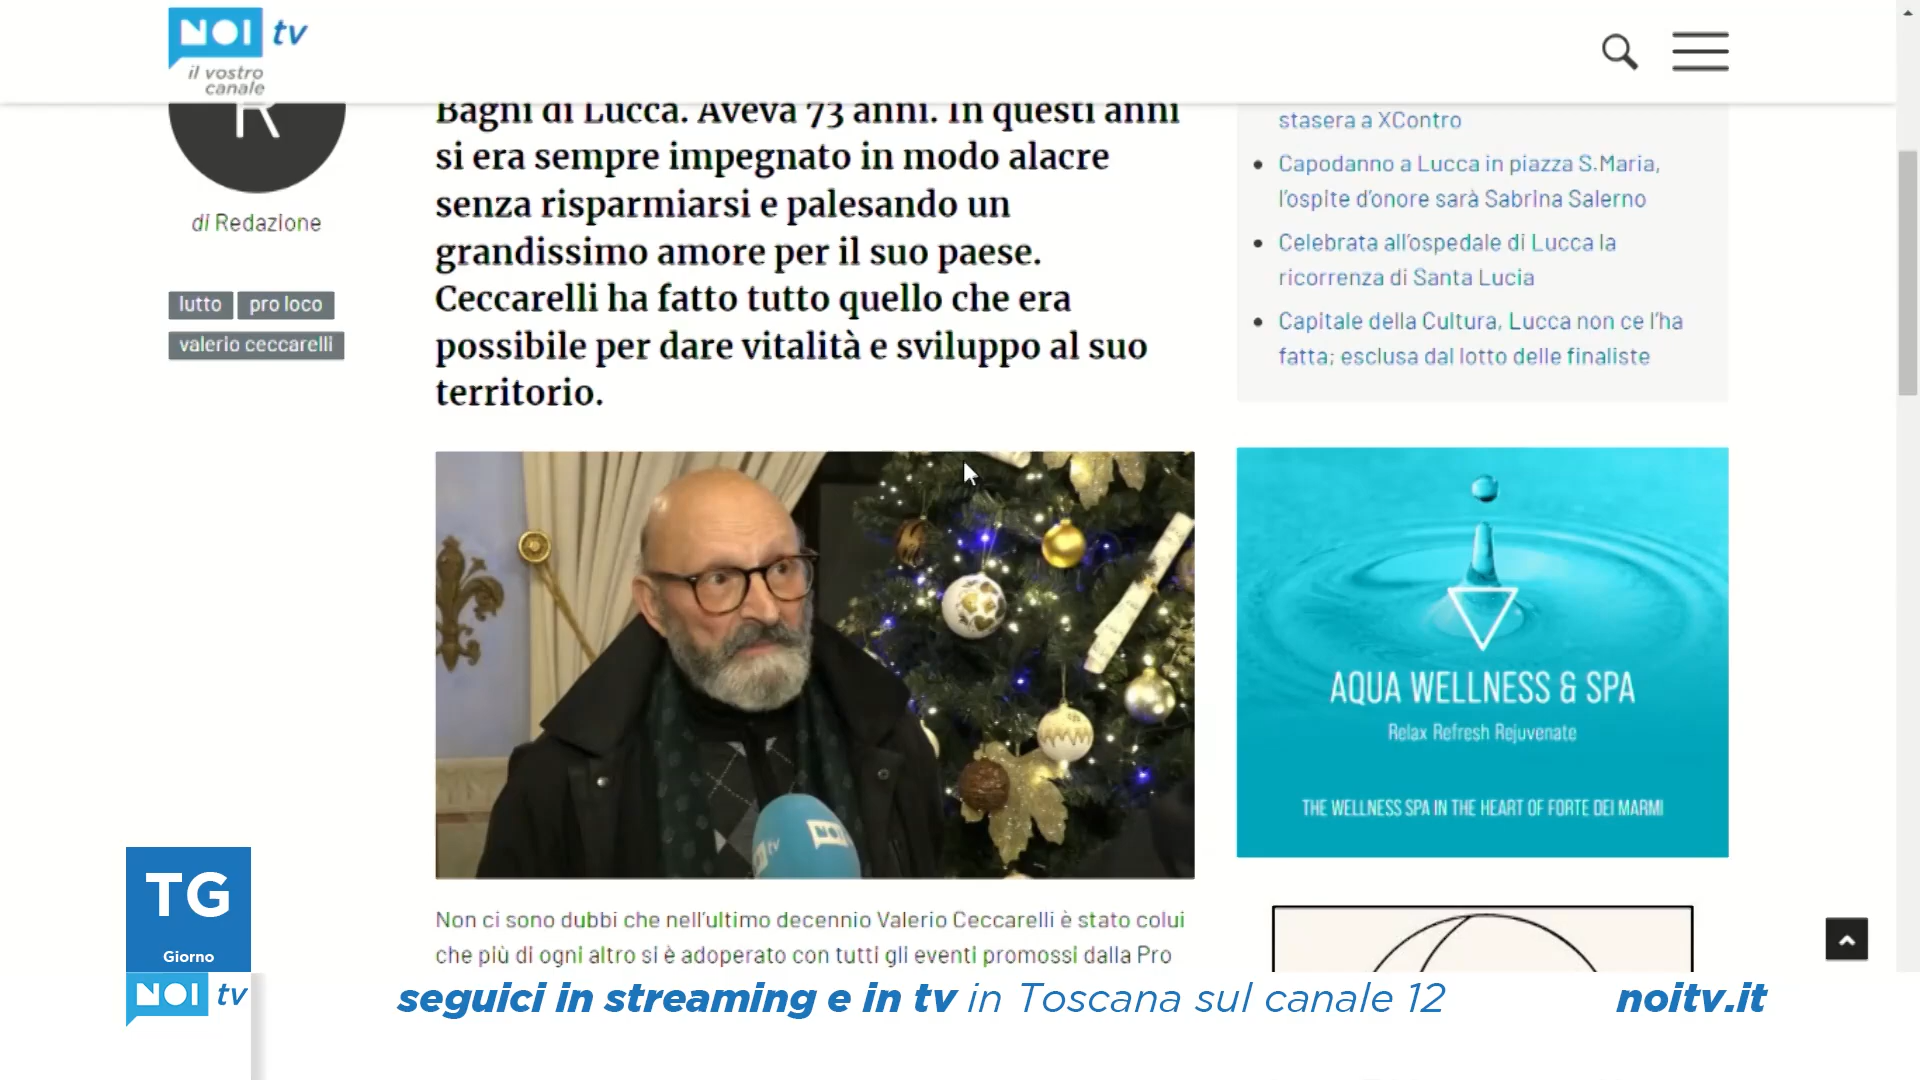 NOI tv
il vostro
canale
R
di Redazione
lutto
pro loco
valerio ceccarelli
Bagni di Lucca. Aveva 73 anni. In questi anni
si era sempre impegnato in modo alacre
senza risparmiarsi e palesando un
grandissimo amore per il suo paese.
Ceccarelli ha fatto tutto quello che era
possibile per dare vitalità e sviluppo al suo
territorio.
NOI
tv
Non ci sono dubbi che nell'ultimo decennio Valerio Ceccarelli è stato colui
che più di ogni altro si è adoperato con tutti gli eventi promossi dalla Pro
stasera a XContro
Capodanno a Lucca in piazza S.Maria,
l'ospite d'onore sarà Sabrina Salerno
Celebrata all'ospedale di Lucca la
ricorrenza di Santa Lucia
Capitale della Cultura, Lucca non ce l'ha
fatta; esclusa dal lotto delle finaliste
AQUA WELLNESS & SPA
Relax Refresh Rejuvenate
THE WELLNESS SPA IN THE HEART OF FORTE DEI MARMI
TG
Giorno
NOI tv
seguici in streaming e in tv in Toscana sul canale 12
noitv.it